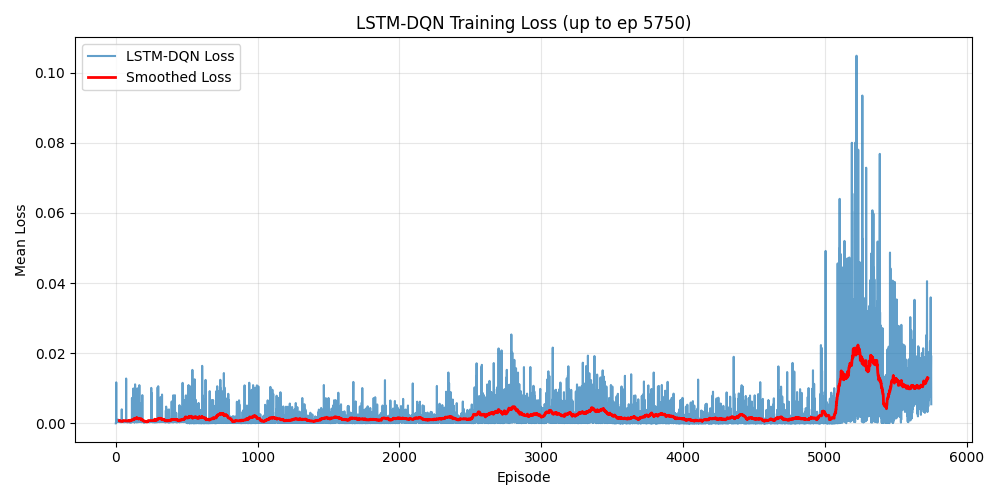 LSTM-DQN Training Loss (up to ep 5750)
LSTM-DQN Loss
Smoothed Loss
Mean Loss
0.10
0.08
0.06
0.04
0.02
0.00
0 1000 2000 3000 4000 5000 6000
Episode